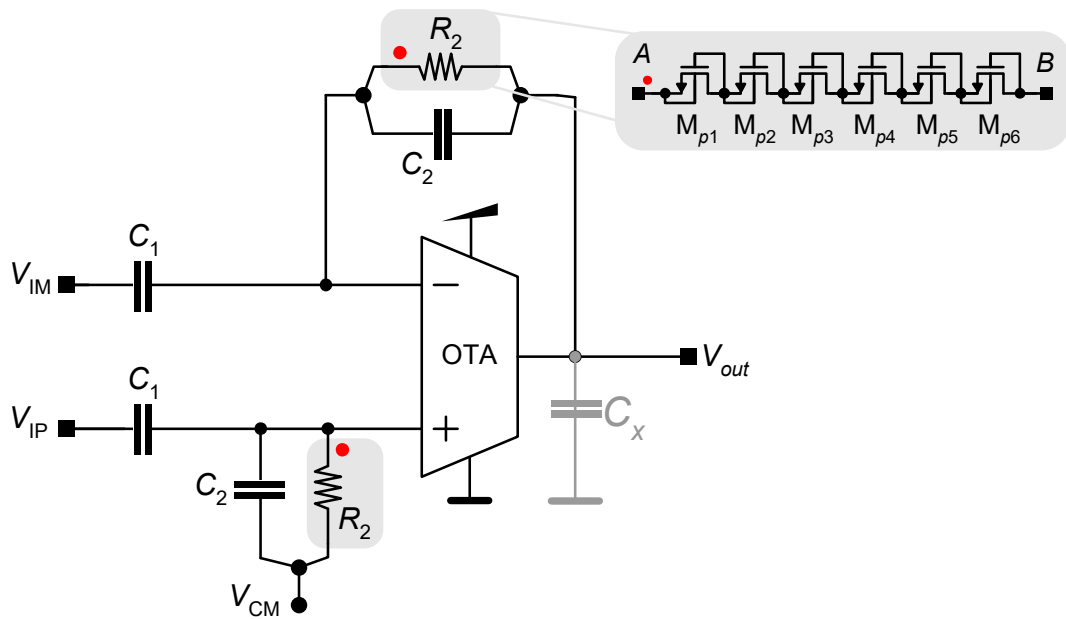 R2
A
B
Mp1 Mp2 Mp3 Mp4 Mp5 Mp6
C2
C1
VIM
−
OTA
Vout
C1
VIP
+
Cx
C2
R2
VCM